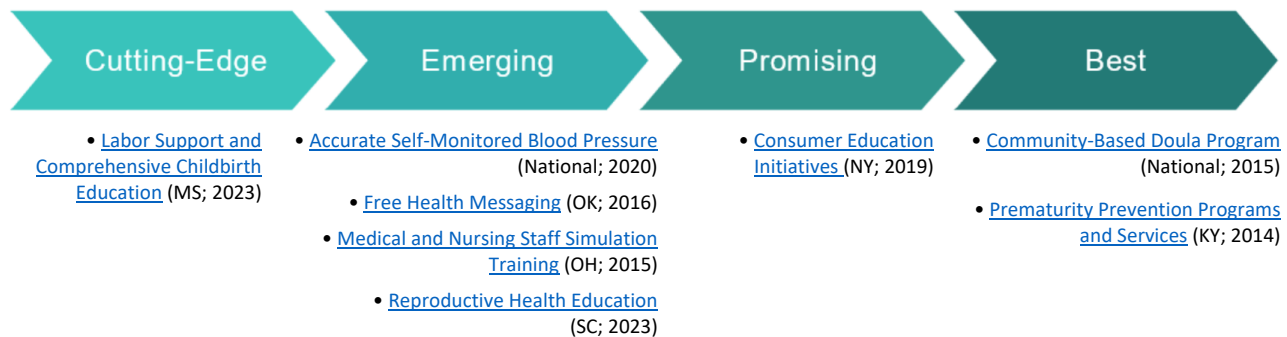 Cutting-Edge
Emerging
Promising
Best
• Labor Support and
Comprehensive Childbirth
Education (MS; 2023)
• Accurate Self-Monitored Blood Pressure
(National; 2020)
• Free Health Messaging (OK; 2016)
• Medical and Nursing Staff Simulation
Training (OH; 2015)
• Reproductive Health Education
(SC; 2023)
• Consumer Education
Initiatives (NY; 2019)
• Community-Based Doula Program
(National; 2015)
• Prematurity Prevention Programs
and Services (KY; 2014)